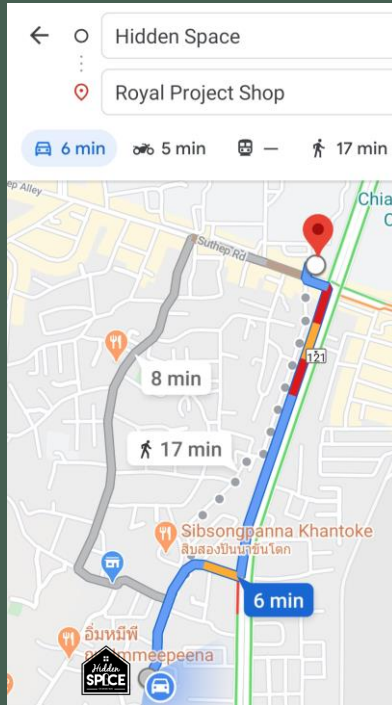 Hidden Space
Royal Project Shop
6 min
5 min
—
17 min
ep Alley
Suthep Rd
Chia
C
121
8 min
17 min
Sibsongpanna Khantoke
สิบสองปันนาขันโตก
6 min
อิ่มหมีพี
mmeepeena
Hidden
SPICE